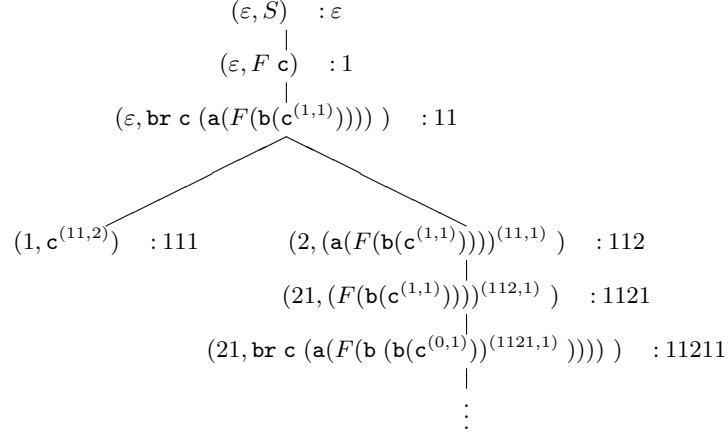 (ε, S) : ε
(ε, F c) : 1
(ε, br c (a(F(b(c^{(1,1)})))) ) : 11
(1, c^{(11,2)}) : 111 (2, (a(F(b(c^{(1,1)}))))^{(11,1)} ) : 112
(21, (F(b(c^{(1,1)}))))^{(112,1)} ) : 1121
(21, br c (a(F(b (b(c^{(0,1)}))^{(1121,1)} )))) ) : 11211
⋮